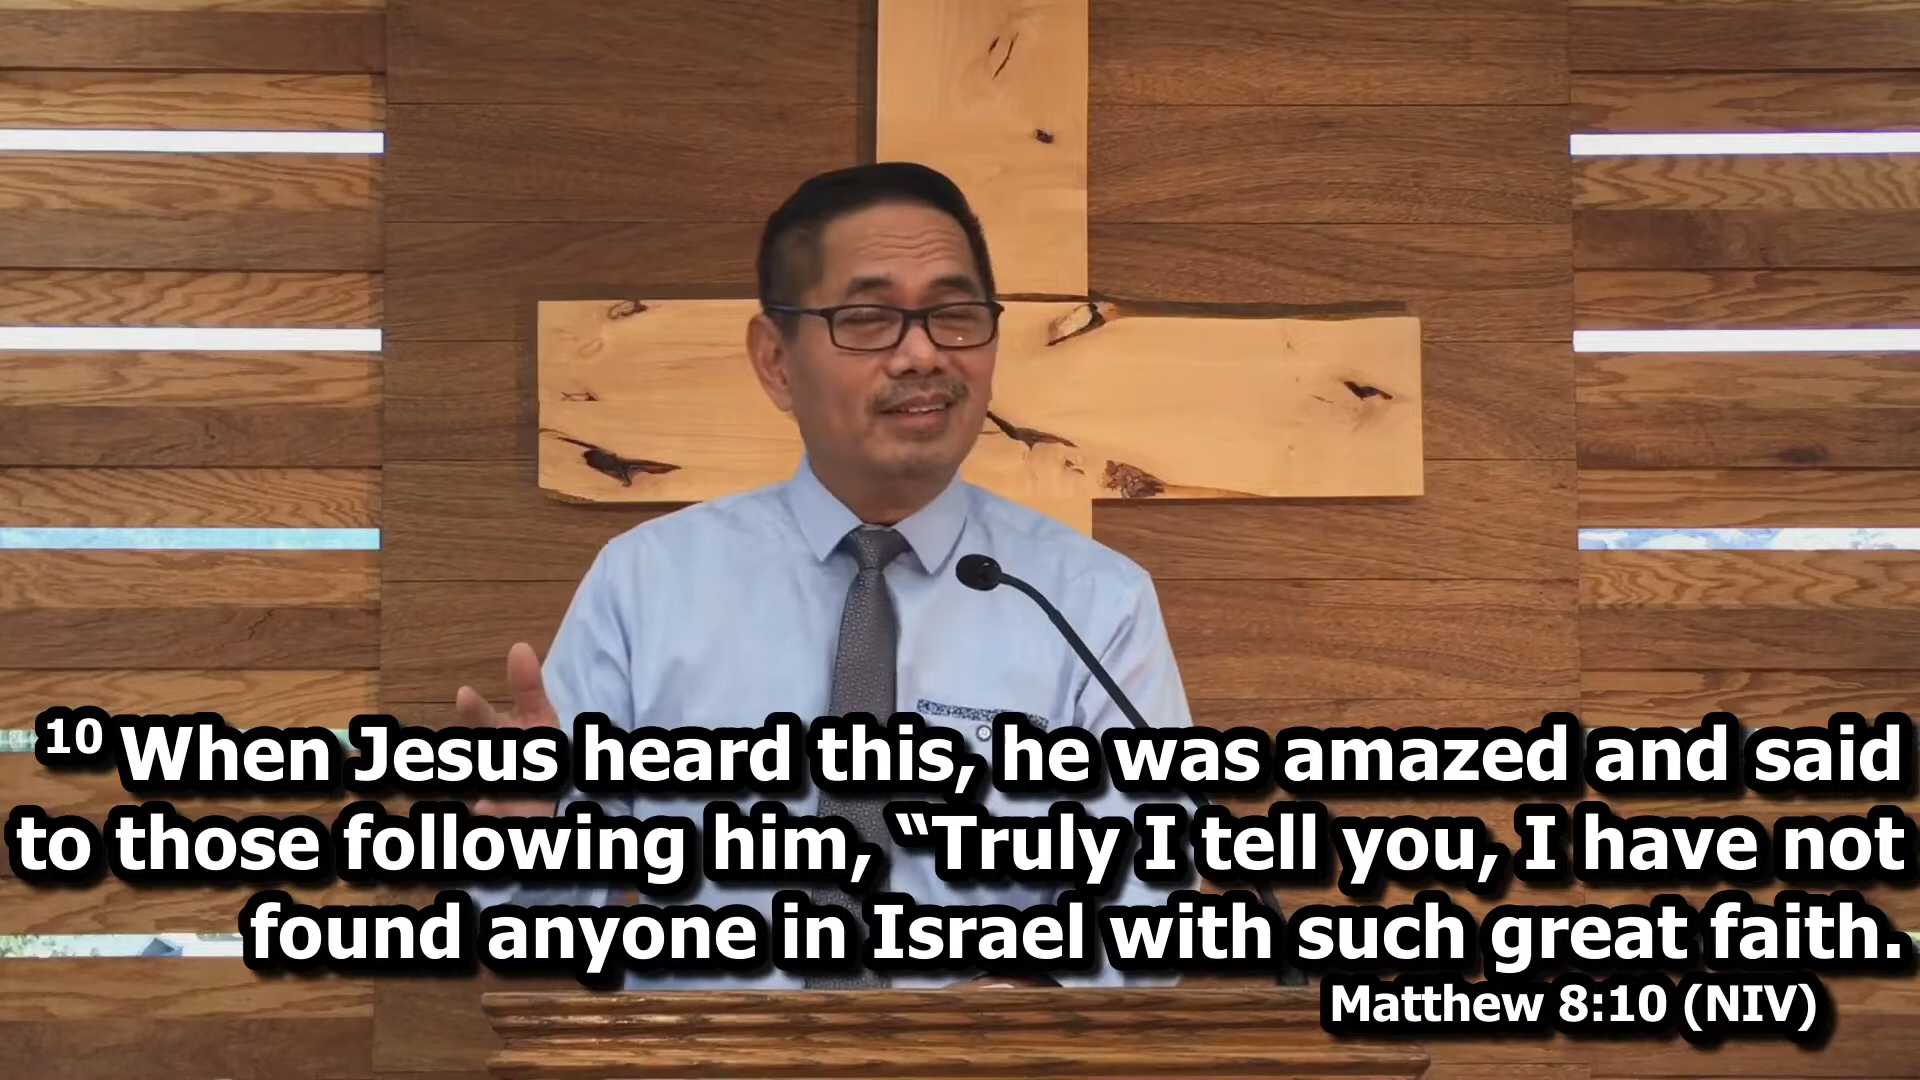 10 When Jesus heard this, he was amazed and said
to those following him, “Truly I tell you, I have not
found anyone in Israel with such great faith.
Matthew 8:10 (NIV)